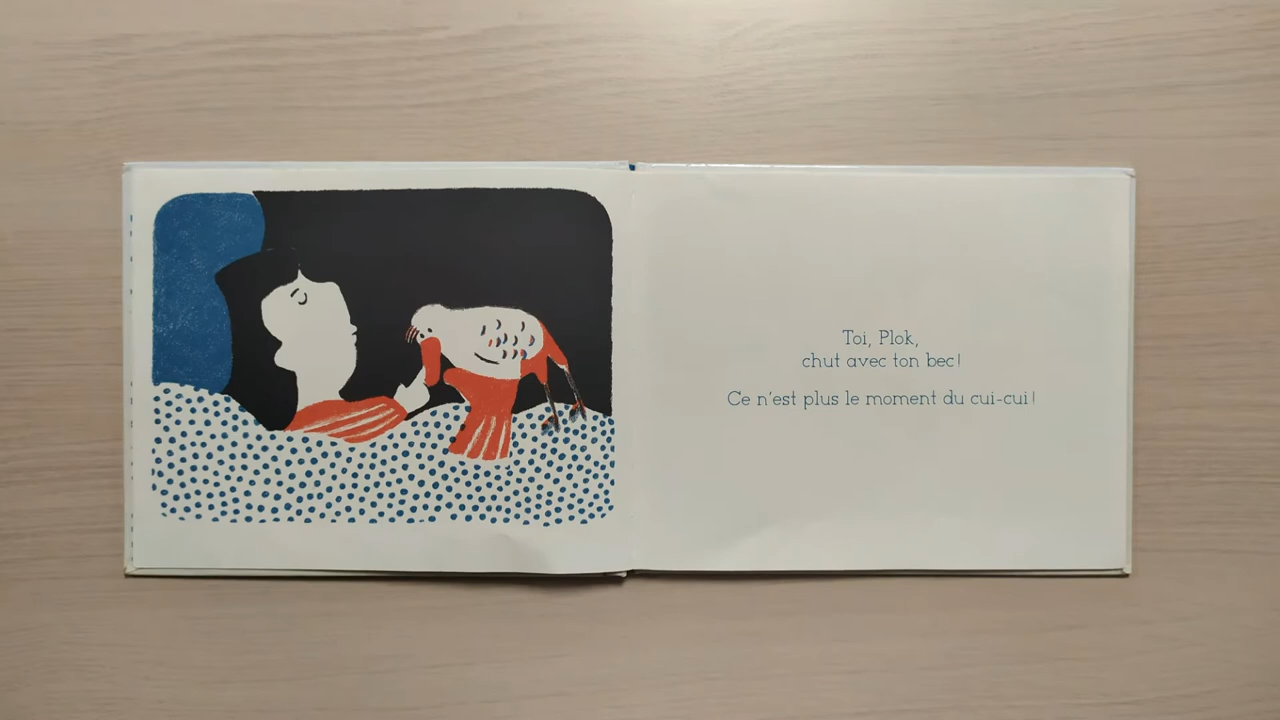 Toi, Plok,
chut avec ton bec !
Ce n'est plus le moment du cui-cui !